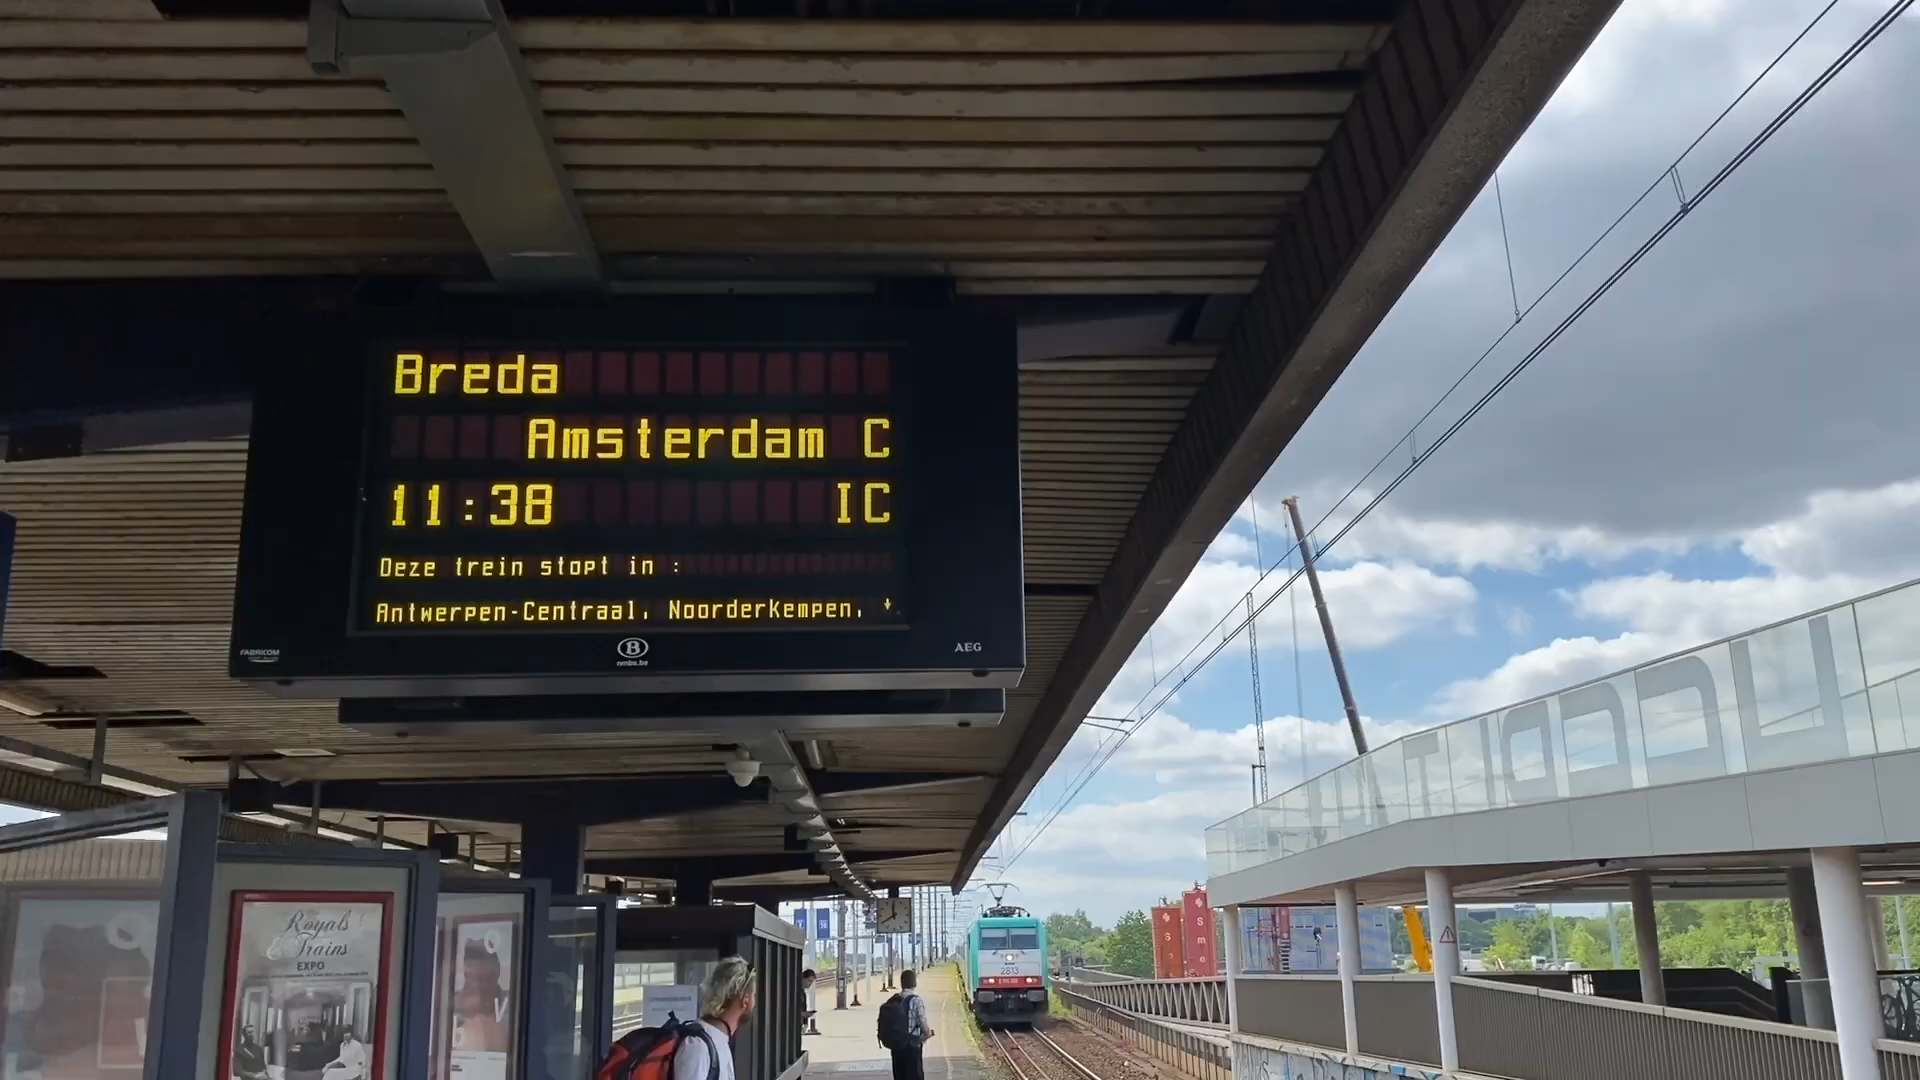 Breda
Amsterdam C
11:38 IC
Deze trein stopt in :
Antwerpen-Centraal, Noorderkempen,
FABRICOM
B
nmbs.be
AEG
Royals
& Trains
EXPO
2813